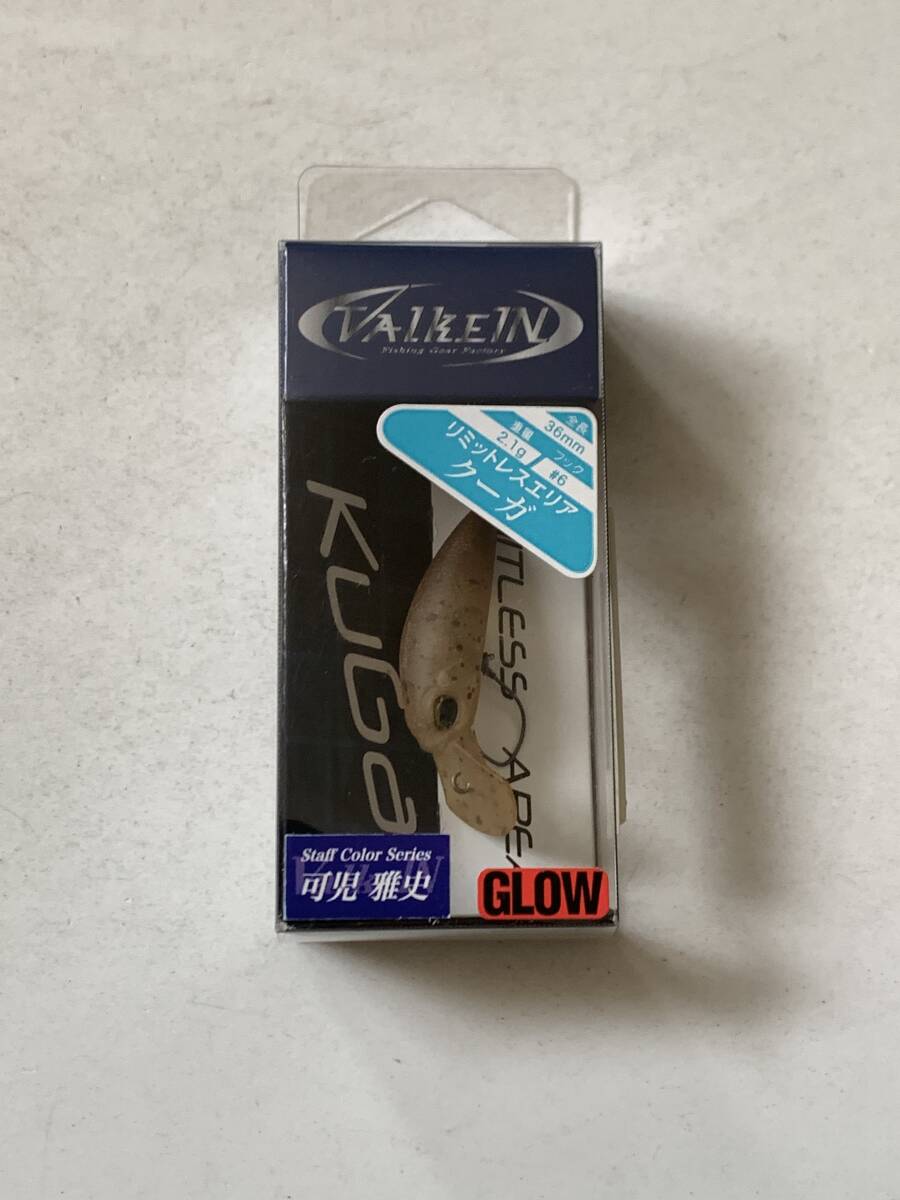 VALKEIN
Fishing Gear Factory
全長
36mm
重量
2.1g
フック
#6
リミットレスエリア
クーガ
KUGa
ITLESS AREA
Staff Color Series
可児 雅史
GLOW